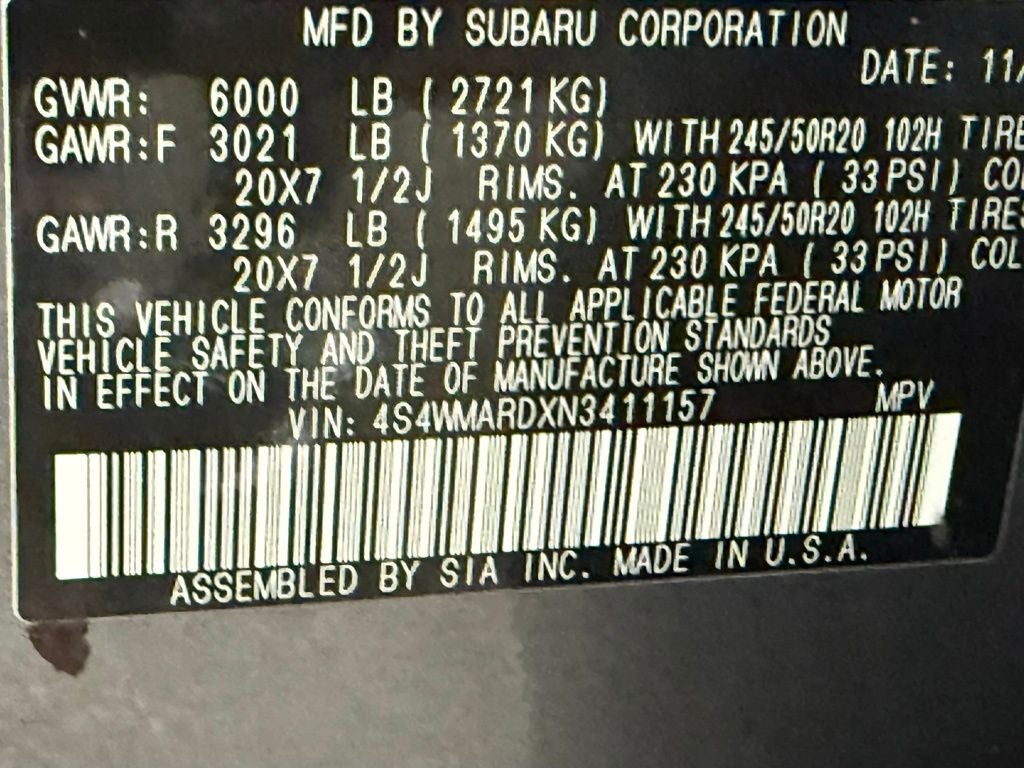 MFD BY SUBARU CORPORATION
DATE: 11/
GVWR: 6000 LB ( 2721 KG)
GAWR:F 3021 LB ( 1370 KG) WITH 245/50R20 102H TIRE
20X7 1/2J RIMS. AT 230 KPA ( 33 PSI) COL
GAWR:R 3296 LB ( 1495 KG) WITH 245/50R20 102H TIRES
20X7 1/2J RIMS. AT 230 KPA ( 33 PSI) COL
THIS VEHICLE CONFORMS TO ALL APPLICABLE FEDERAL MOTOR
VEHICLE SAFETY AND THEFT PREVENTION STANDARDS
IN EFFECT ON THE DATE OF MANUFACTURE SHOWN ABOVE.
VIN: 4S4WMARDXN3411157 MPV
ASSEMBLED BY SIA INC. MADE IN U.S.A.